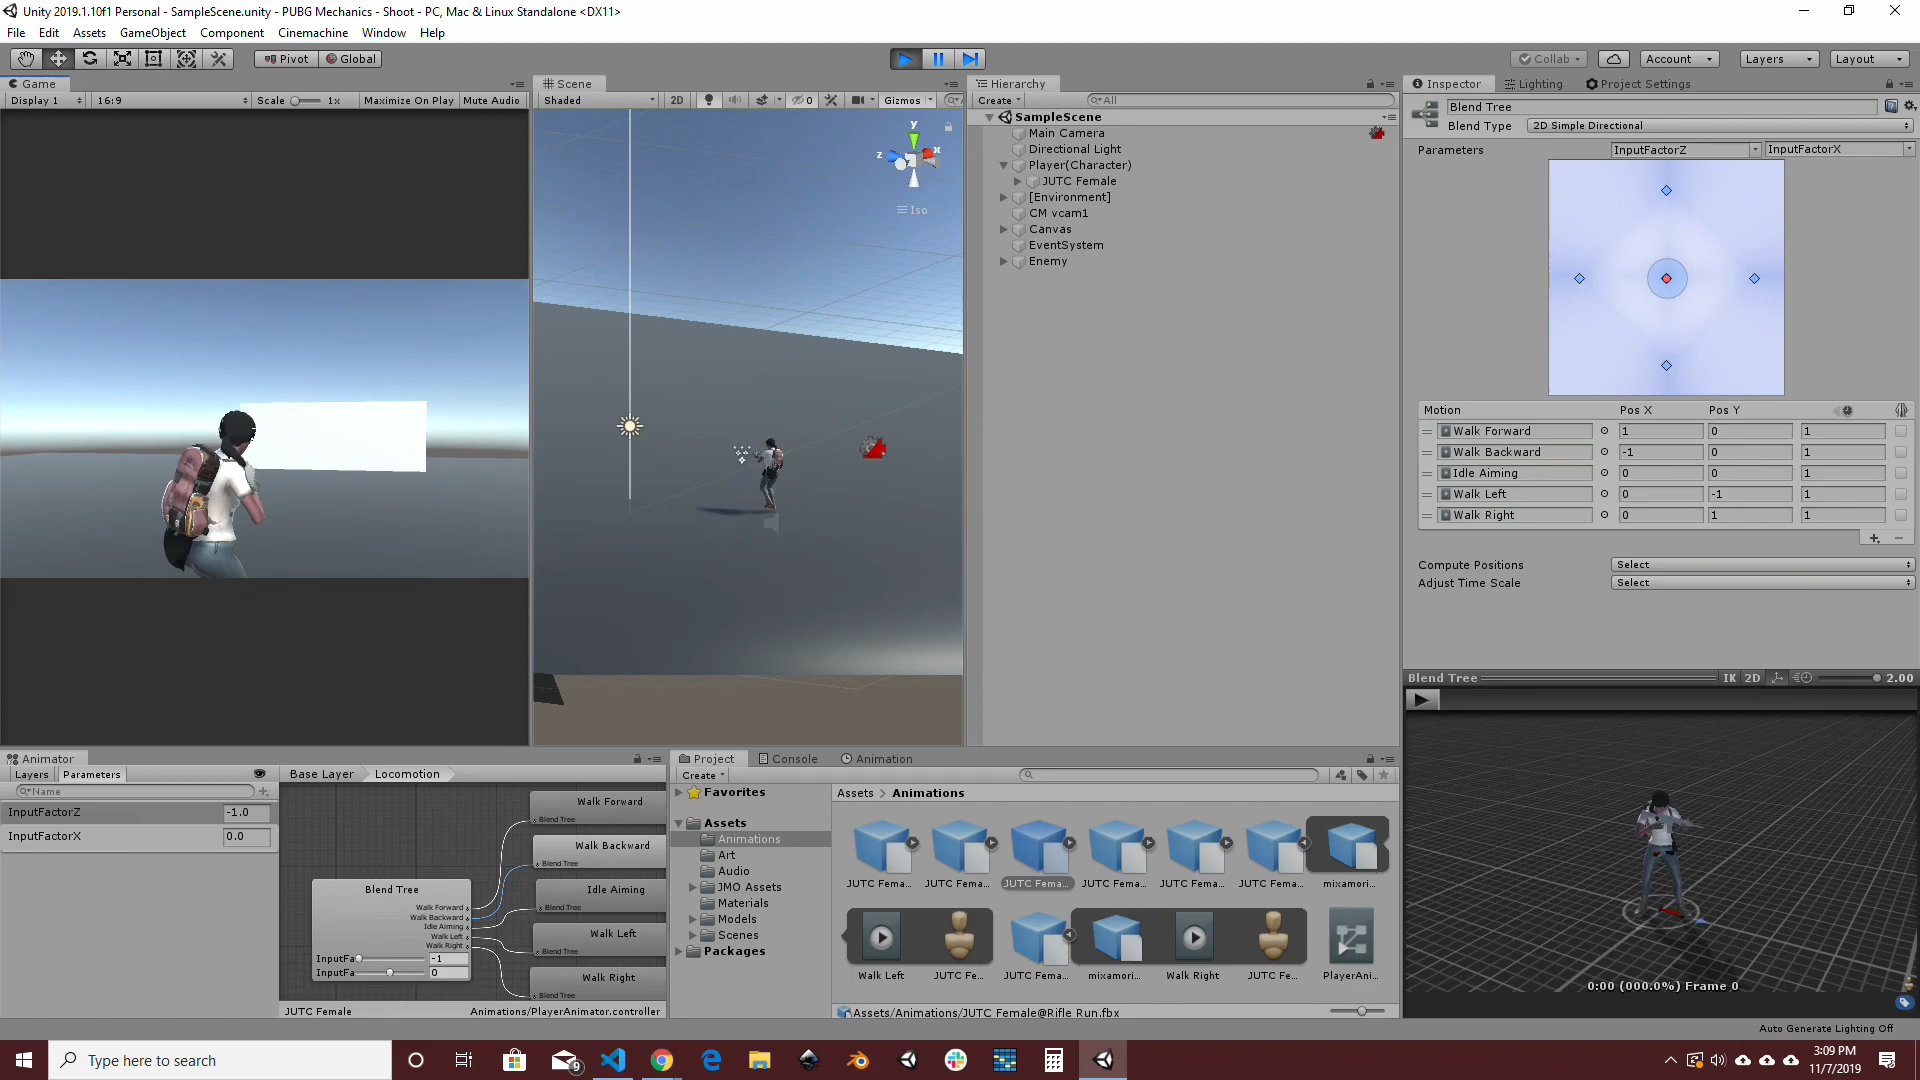 Unity 2019.1.10f1 Personal - SampleScene.unity - PUBG Mechanics - Shoot - PC, Mac & Linux Standalone <DX11>
File Edit Assets GameObject Component Cinemachine Window Help
Pivot Global Collab Account Layers Layout
Game
Display 1 16:9 Scale 1x Maximize On Play Mute Audio
Scene
Shaded 2D 0 Gizmos All
y
z x
Iso
Hierarchy
Create All
SampleScene
Main Camera
Directional Light
Player(Character)
JUTC Female
[Environment]
CM vcam1
Canvas
EventSystem
Enemy
Inspector Lighting Project Settings
Blend Tree
Blend Type 2D Simple Directional
Parameters InputFactorZ InputFactorX
Motion Pos X Pos Y
Walk Forward 1 0 1
Walk Backward -1 0 1
Idle Aiming 0 0 1
Walk Left 0 -1 1
Walk Right 0 1 1
Compute Positions Select
Adjust Time Scale Select
Blend Tree IK 2D 2.00
0:00 (000.0%) Frame 0
Animator
Layers Parameters
Name
InputFactorZ -1.0
InputFactorX 0.0
Base Layer Locomotion
Blend Tree
Walk Forward
Walk Backward
Idle Aiming
Walk Left
Walk Right
InputFa -1
InputFa 0
Walk Forward
Blend Tree
Walk Backward
Blend Tree
Idle Aiming
Blend Tree
Walk Left
Blend Tree
Walk Right
Blend Tree
JUTC Female Animations/PlayerAnimator.controller
Project Console Animation
Create
Favorites
Assets
Animations
Art
Audio
JMO Assets
Materials
Models
Scenes
Packages
Assets > Animations
JUTC Fema... JUTC Fema... JUTC Fema... JUTC Fema... JUTC Fema... JUTC Fema... mixamori...
Walk Left JUTC Fe... JUTC Fema... mixamori... Walk Right JUTC Fe... PlayerAni...
Assets/Animations/JUTC Female@Rifle Run.fbx
Auto Generate Lighting Off
Type here to search
9
3:09 PM
11/7/2019